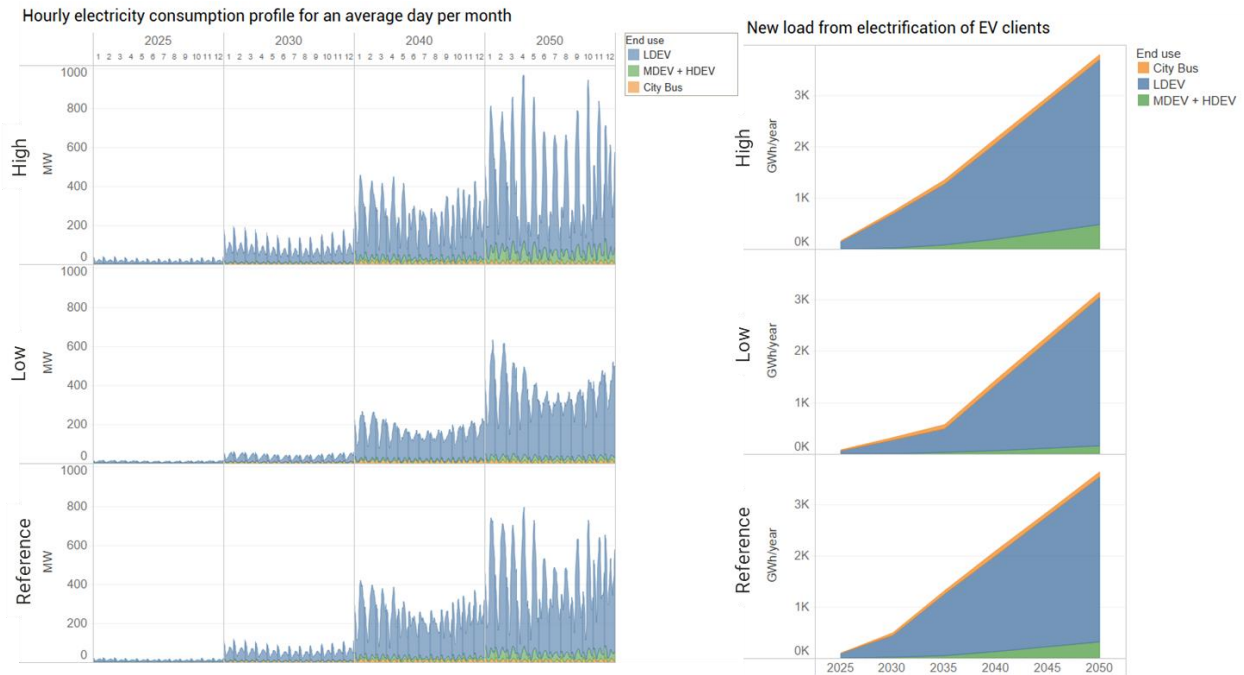 Hourly electricity consumption profile for an average day per month
2025 2030 2040 2050
1 2 3 4 5 6 7 8 9 10 11 12 1 2 3 4 5 6 7 8 9 10 11 12 1 2 3 4 5 6 7 8 9 10 11 12 1 2 3 4 5 6 7 8 9 10 11 12
End use
LDEV
MDEV + HDEV
City Bus
High
MW
1000
800
600
400
200
0
Low
MW
1000
800
600
400
200
0
Reference
MW
1000
800
600
400
200
0
New load from electrification of EV clients
End use
City Bus
LDEV
MDEV + HDEV
High
GWh/year
3K
2K
1K
0K
Low
GWh/year
3K
2K
1K
0K
Reference
GWh/year
3K
2K
1K
0K
2025 2030 2035 2040 2045 2050